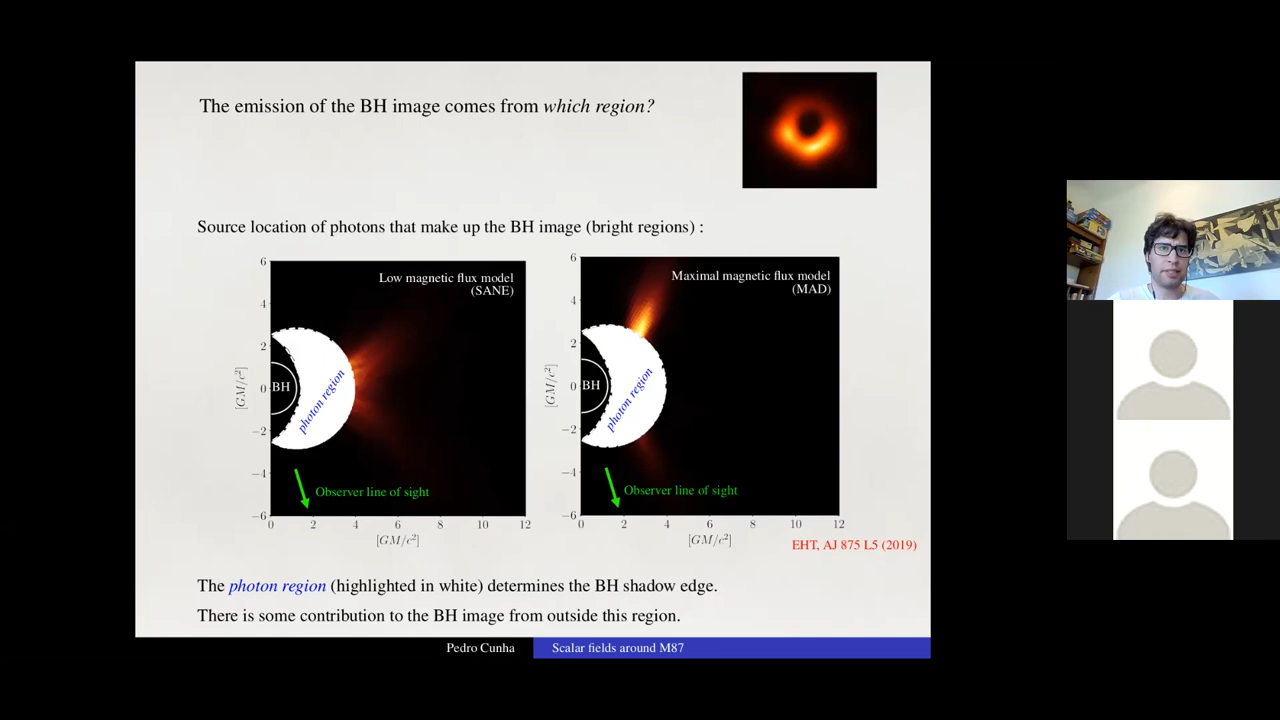 The emission of the BH image comes from which region?
Source location of photons that make up the BH image (bright regions) :
6
4
2
0
−2
−4
−6
[GM/c²]
Low magnetic flux model
(SANE)
BH
photon region
Observer line of sight
0 2 4 6 8 10 12
[GM/c²]
6
4
2
0
−2
−4
−6
[GM/c²]
Maximal magnetic flux model
(MAD)
BH
photon region
Observer line of sight
0 2 4 6 8 10 12
[GM/c²]
EHT, AJ 875 L5 (2019)
The photon region (highlighted in white) determines the BH shadow edge.
There is some contribution to the BH image from outside this region.
Pedro Cunha
Scalar fields around M87